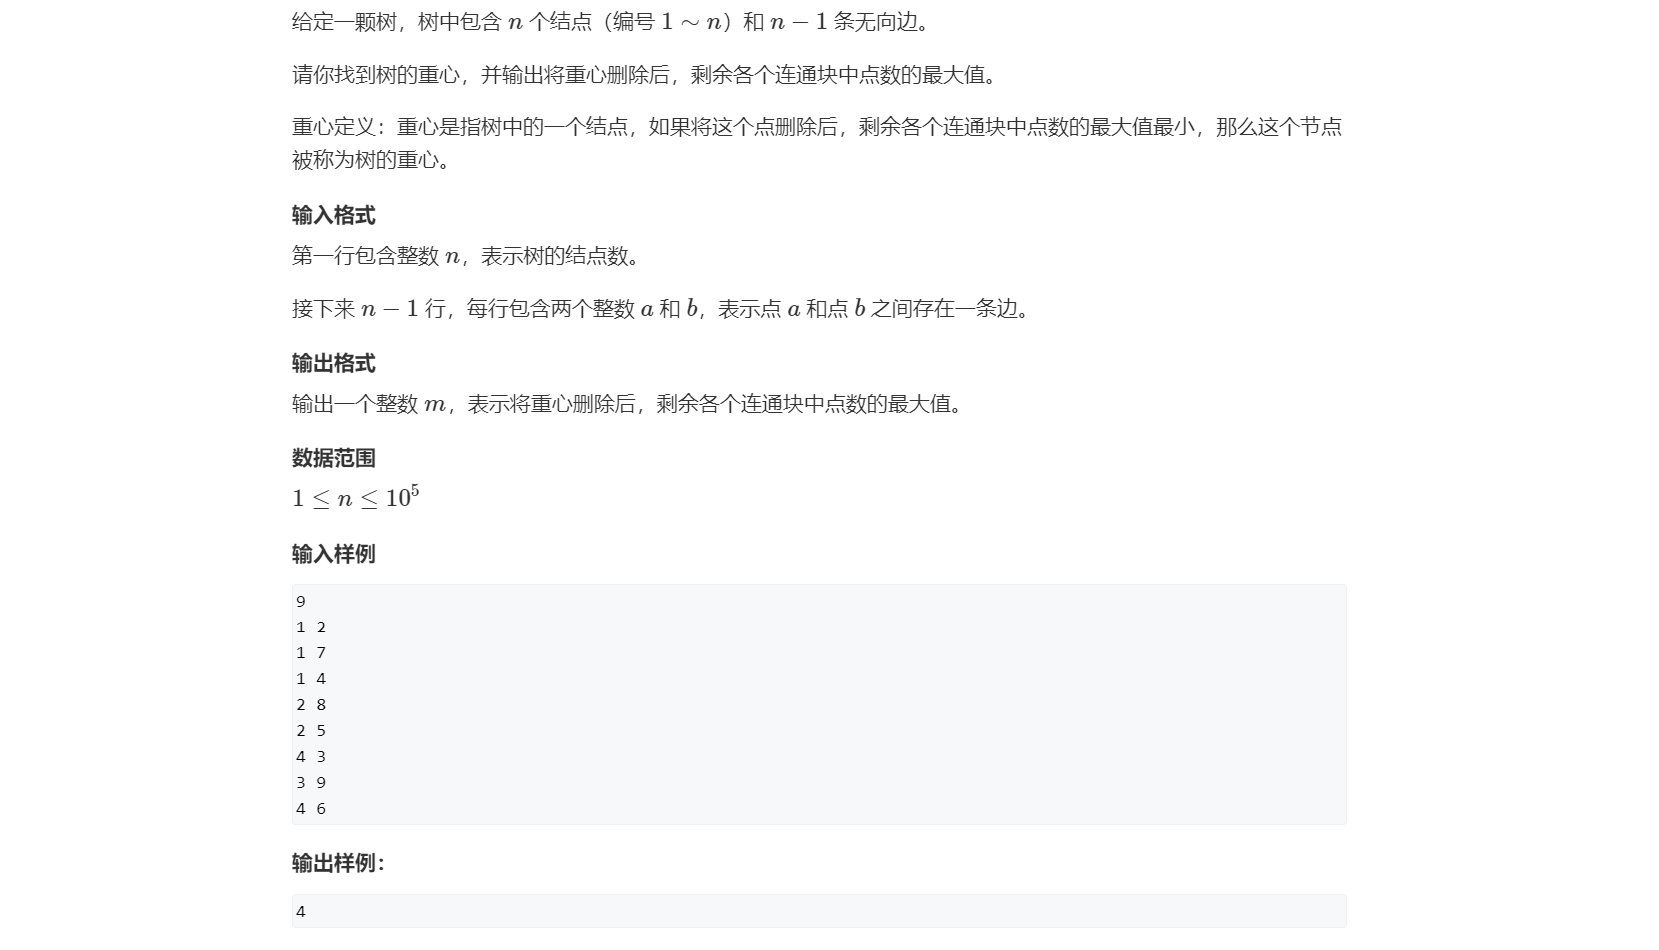 给定一颗树，树中包含 n 个结点（编号 1 ∼ n）和 n − 1 条无向边。
请你找到树的重心，并输出将重心删除后，剩余各个连通块中点数的最大值。
重心定义：重心是指树中的一个结点，如果将这个点删除后，剩余各个连通块中点数的最大值最小，那么这个节点
被称为树的重心。
输入格式
第一行包含整数 n，表示树的结点数。
接下来 n − 1 行，每行包含两个整数 a 和 b，表示点 a 和点 b 之间存在一条边。
输出格式
输出一个整数 m，表示将重心删除后，剩余各个连通块中点数的最大值。
数据范围
1 ≤ n ≤ 10⁵
输入样例
9
1 2
1 7
1 4
2 8
2 5
4 3
3 9
4 6
输出样例：
4